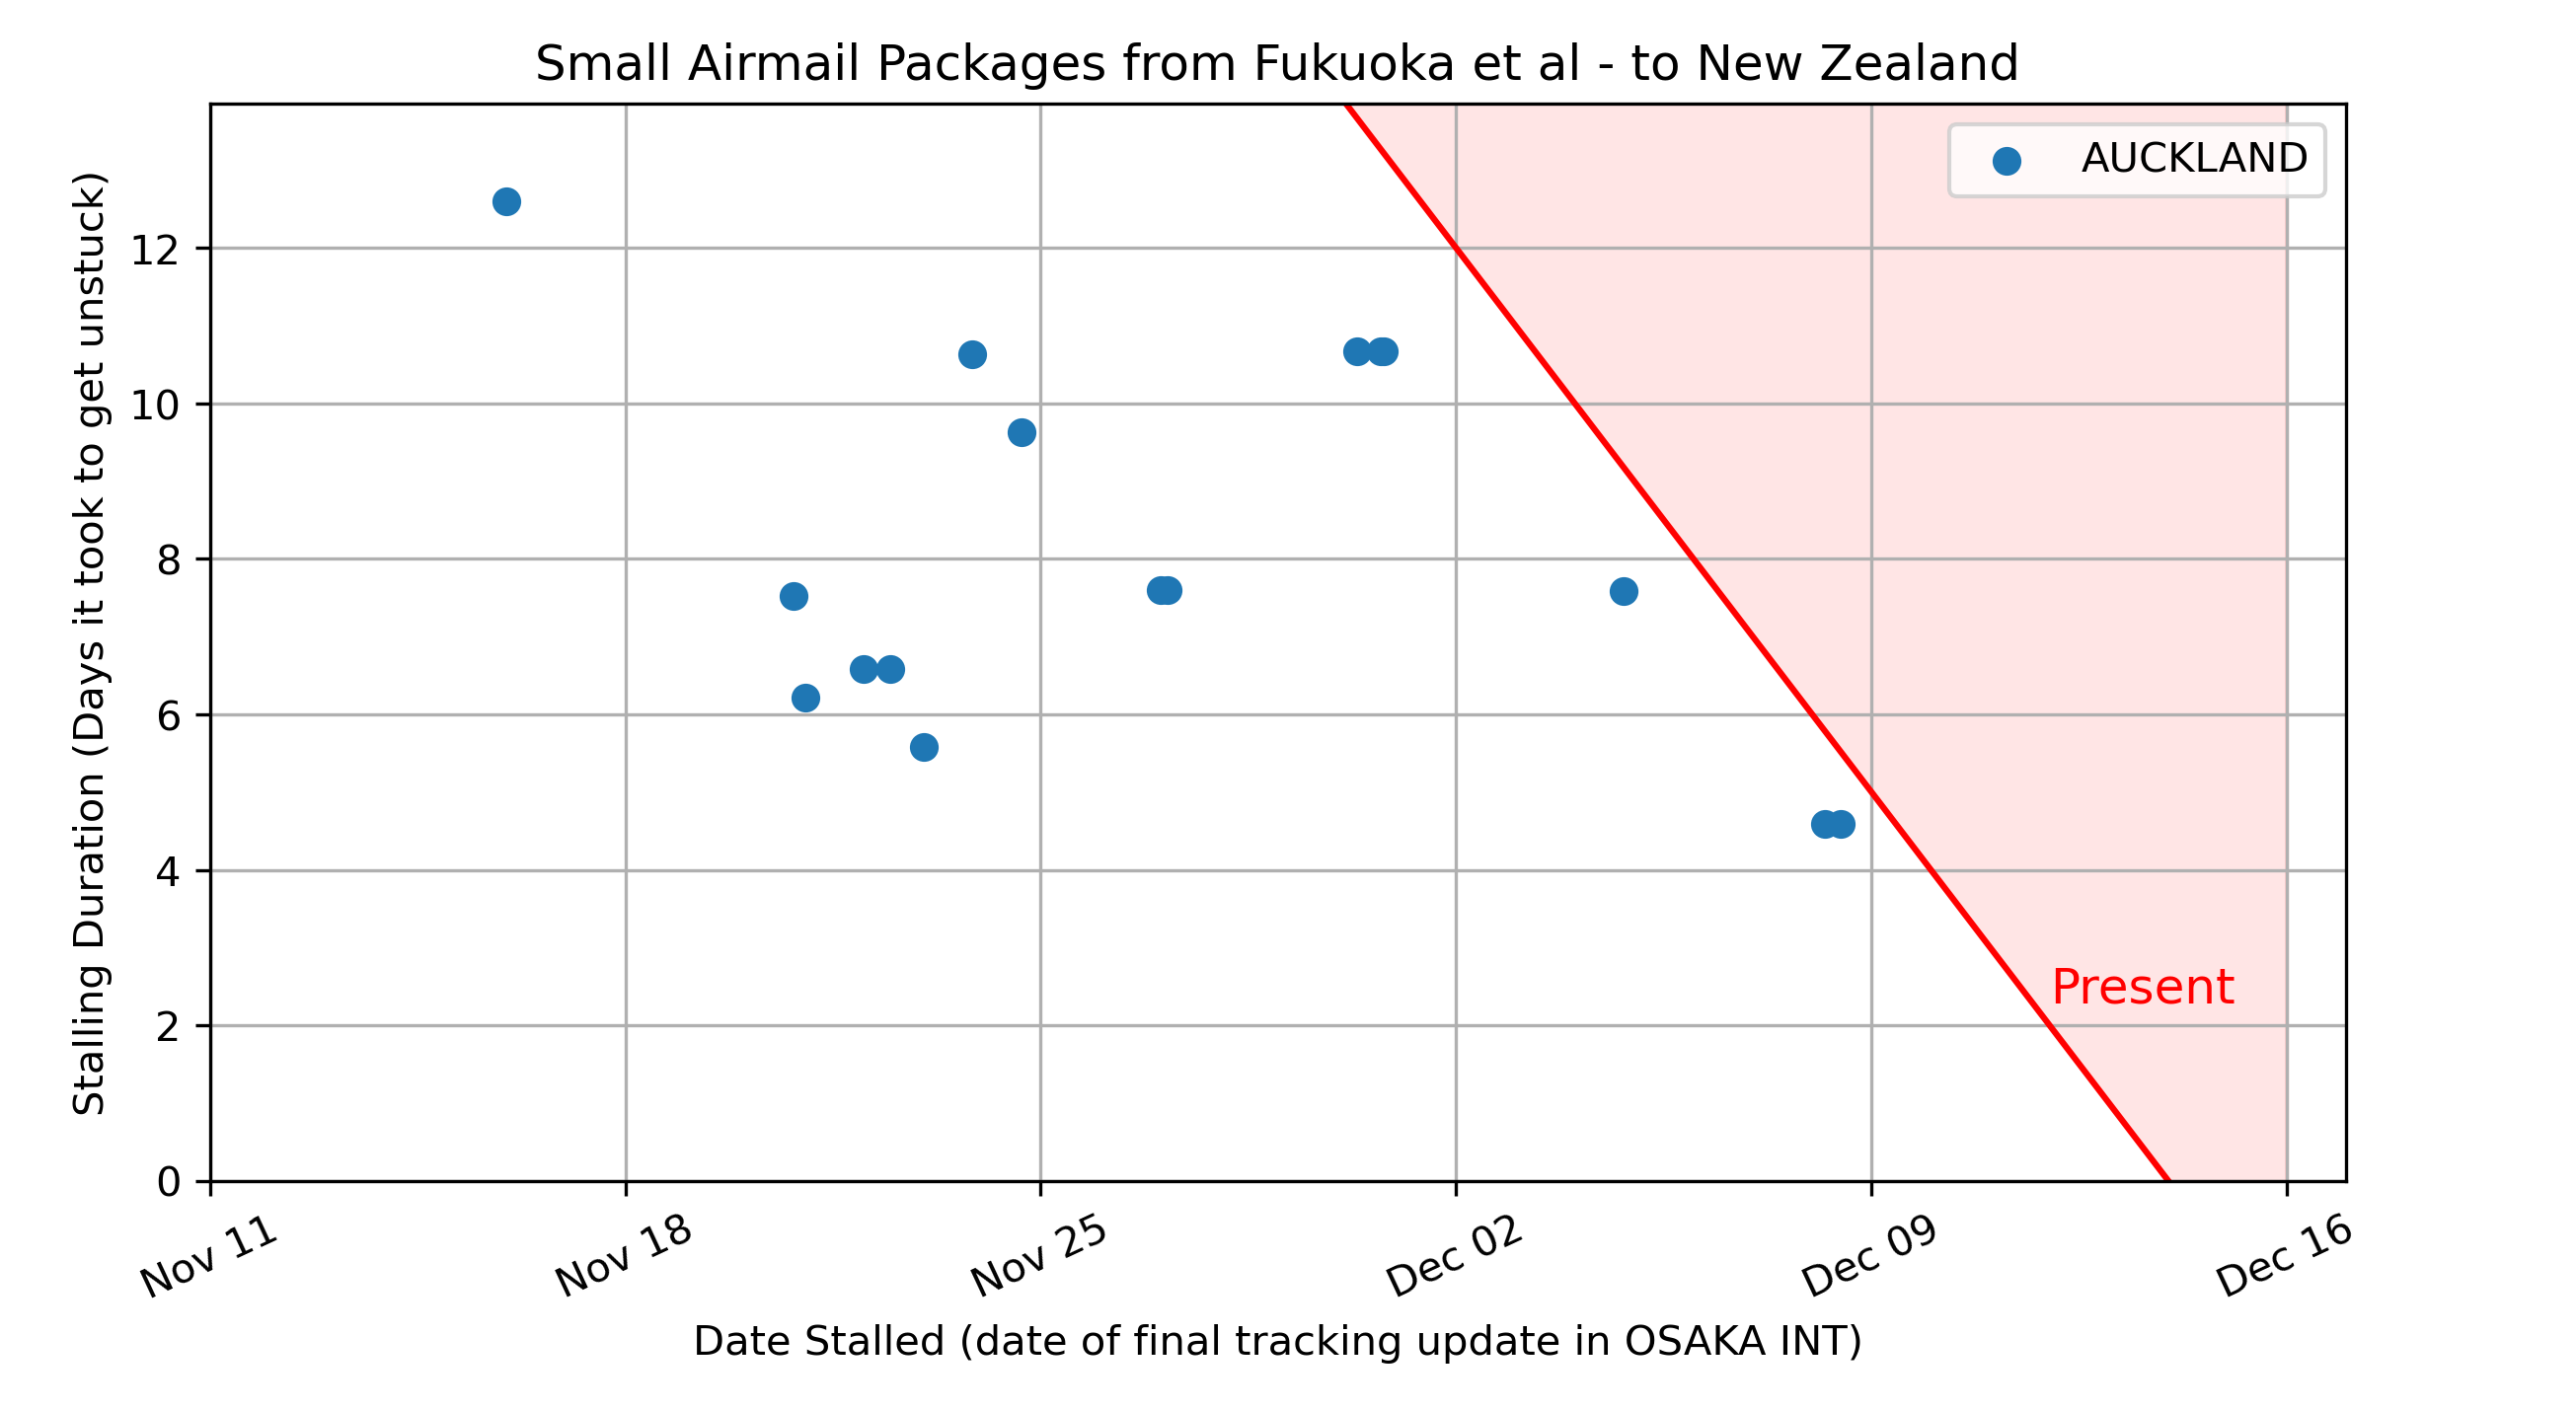 Small Airmail Packages from Fukuoka et al - to New Zealand
AUCKLAND
Stalling Duration (Days it took to get unstuck)
12
10
8
6
4
2
0
Present
Nov 11
Nov 18
Nov 25
Dec 02
Dec 09
Dec 16
Date Stalled (date of final tracking update in OSAKA INT)